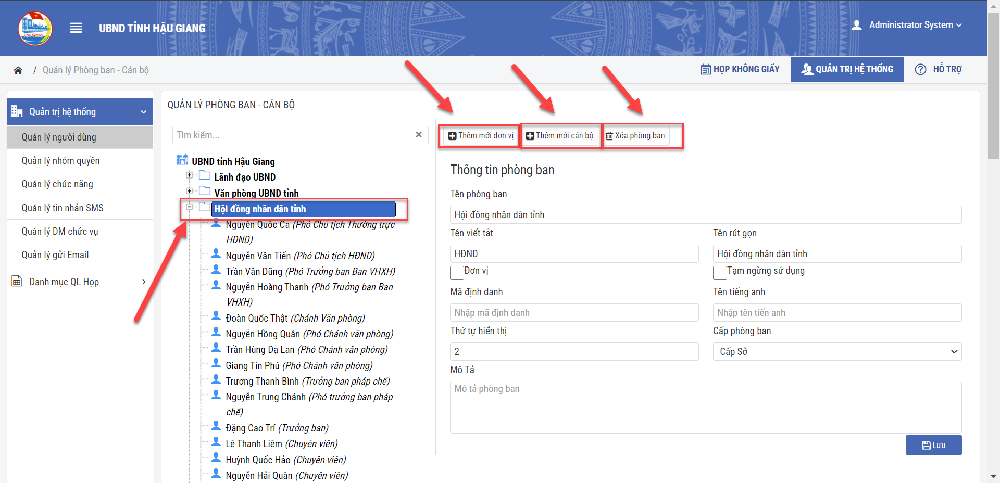 Hậu Giang
UBND TỈNH HẬU GIANG
Administrator System
/ Quản lý Phòng ban - Cán bộ
HỌP KHÔNG GIẤY
QUẢN TRỊ HỆ THỐNG
HỖ TRỢ
Quản trị hệ thống
Quản lý người dùng
Quản lý nhóm quyền
Quản lý chức năng
Quản lý tin nhắn SMS
Quản lý DM chức vụ
Quản lý gửi Email
Danh mục QL Họp
QUẢN LÝ PHÒNG BAN - CÁN BỘ
Tìm kiếm...
UBND tỉnh Hậu Giang
Lãnh đạo UBND
Văn phòng UBND tỉnh
Hội đồng nhân dân tỉnh
Nguyễn Quốc Ca (Phó Chủ tịch Thường trực
HĐND)
Nguyễn Văn Tiến (Phó Chủ tịch HĐND)
Trần Văn Dũng (Phó Trưởng ban Ban VHXH)
Nguyễn Hoàng Thanh (Phó Trưởng ban Ban
VHXH)
Đoàn Quốc Thật (Chánh Văn phòng)
Nguyễn Hồng Quân (Phó Chánh văn phòng)
Trần Hùng Dạ Lan (Phó Chánh văn phòng)
Giang Tín Phú (Phó Chánh văn phòng)
Trương Thanh Bình (Trưởng ban pháp chế)
Nguyễn Trung Chánh (Phó trưởng ban pháp
chế)
Đặng Cao Trí (Trưởng ban)
Lê Thanh Liêm (Chuyên viên)
Huỳnh Quốc Hảo (Chuyên viên)
Nguyễn Hải Quân (Chuyên viên)
Thêm mới đơn vị
Thêm mới cán bộ
Xóa phòng ban
Thông tin phòng ban
Tên phòng ban
Hội đồng nhân dân tỉnh
Tên viết tắt
Tên rút gọn
HĐND
Hội đồng nhân dân tỉnh
Đơn vị
Tạm ngừng sử dụng
Mã định danh
Tên tiếng anh
Nhập mã định danh
Nhập tên tiến anh
Thứ tự hiển thị
Cấp phòng ban
2
Cấp Sở
Mô Tả
Mô tả phòng ban
Lưu